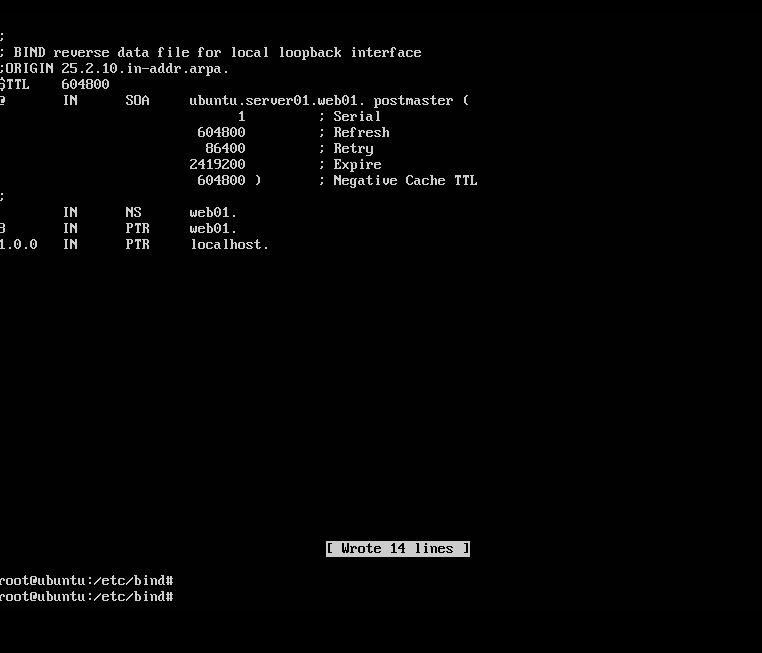 ;
; BIND reverse data file for local loopback interface
;ORIGIN 25.2.10.in-addr.arpa.
$TTL 604800
@ IN SOA ubuntu.server01.web01. postmaster (
1 ; Serial
604800 ; Refresh
86400 ; Retry
2419200 ; Expire
604800 ) ; Negative Cache TTL
;
IN NS web01.
3 IN PTR web01.
1.0.0 IN PTR localhost.
[ Wrote 14 lines ]
root@ubuntu:/etc/bind#
root@ubuntu:/etc/bind#